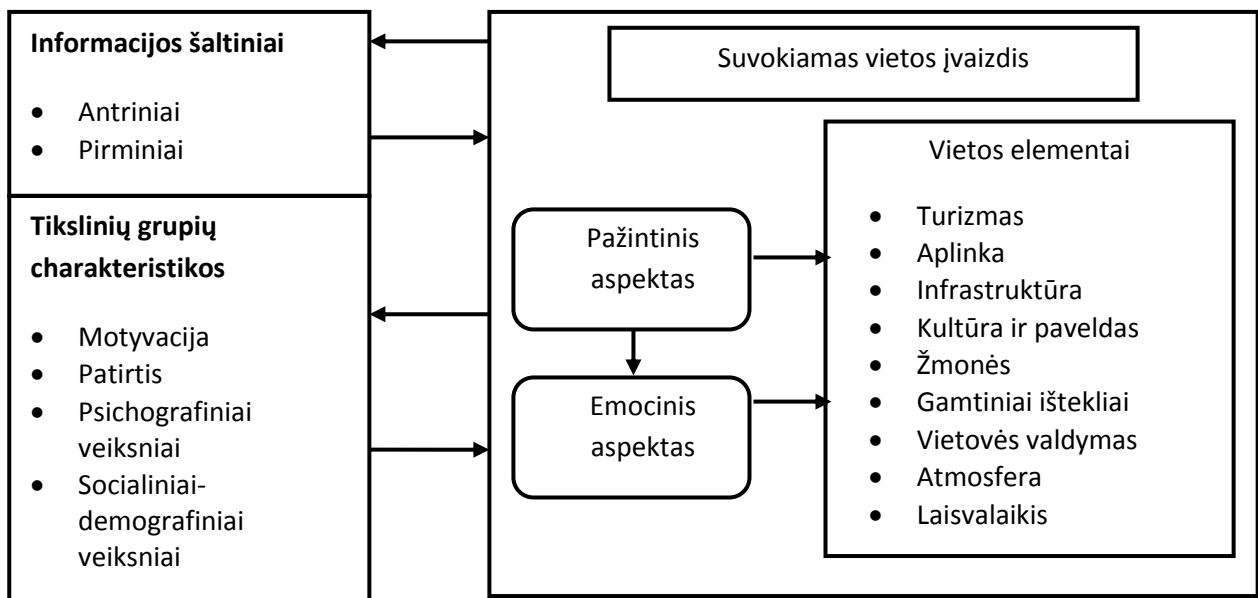 Informacijos šaltiniai
• Antriniai
• Pirminiai
Tikslinių grupių
charakteristikos
• Motyvacija
• Patirtis
• Psichografiniai
veiksniai
• Socialiniai-
demografiniai
veiksniai
Suvokiamas vietos įvaizdis
Pažintinis
aspektas
Emocinis
aspektas
Vietos elementai
• Turizmas
• Aplinka
• Infrastruktūra
• Kultūra ir paveldas
• Žmonės
• Gamtiniai ištekliai
• Vietovės valdymas
• Atmosfera
• Laisvalaikis